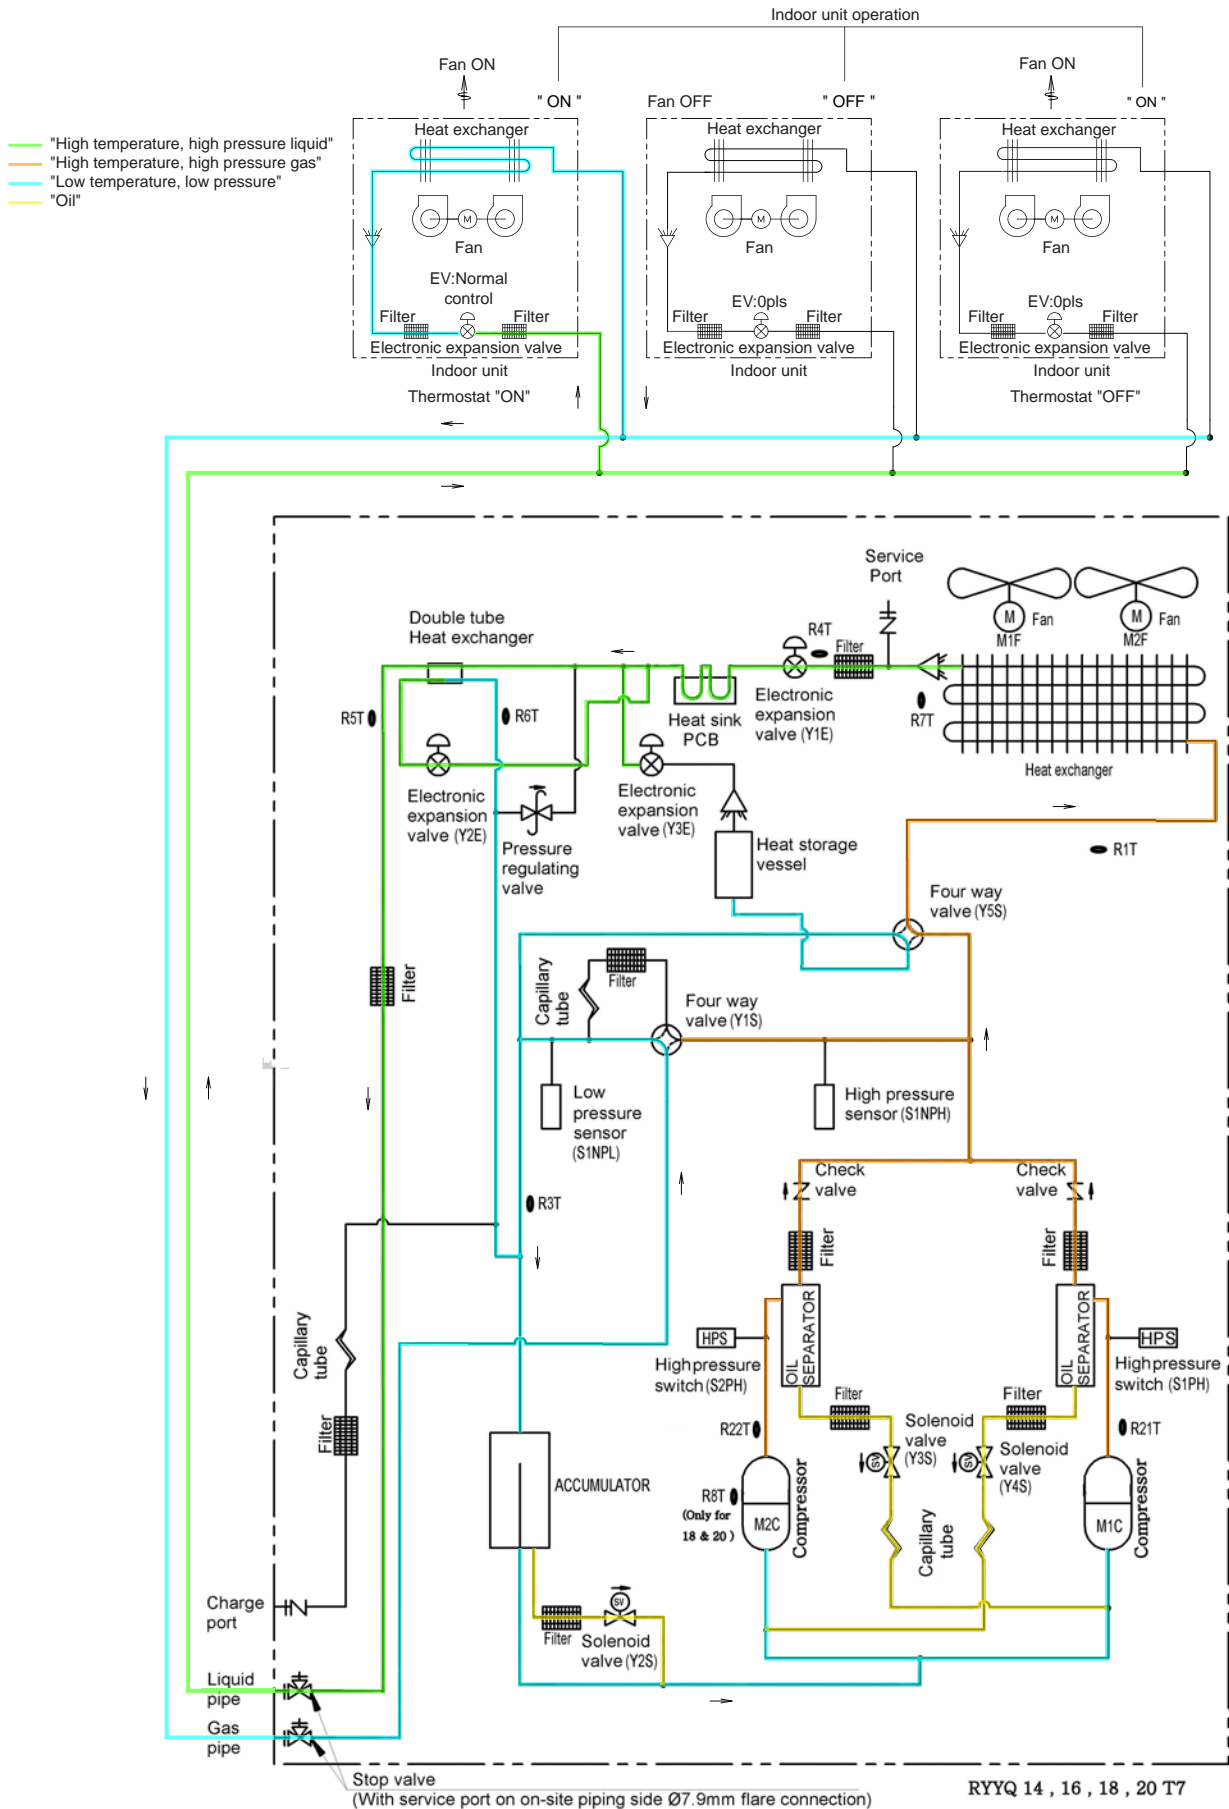 Indoor unit operation
Fan ON
" ON "
Fan OFF
" OFF "
Fan ON
" ON "
"High temperature, high pressure liquid"
"High temperature, high pressure gas"
"Low temperature, low pressure"
"Oil"
Heat exchanger
M
Fan
EV:Normal
control
Filter
Filter
Electronic expansion valve
Indoor unit
Thermostat "ON"
Heat exchanger
M
Fan
EV:0pls
Filter
Filter
Electronic expansion valve
Indoor unit
Heat exchanger
M
Fan
EV:0pls
Filter
Filter
Electronic expansion valve
Indoor unit
Thermostat "OFF"
Service
Port
M
M1F
Fan
M
M2F
Fan
Double tube
Heat exchanger
R4T
Filter
R5T
R6T
Heat sink
PCB
Electronic
expansion
valve (Y1E)
R7T
Heat exchanger
Electronic
expansion
valve (Y2E)
Electronic
expansion
valve (Y3E)
Pressure
regulating
valve
Heat storage
vessel
R1T
Four way
valve (Y5S)
Filter
Capillary
tube
Filter
Four way
valve (Y1S)
Low
pressure
sensor
(S1NPL)
High pressure
sensor (S1NPH)
Check
valve
Check
valve
R3T
Filter
Filter
Capillary
tube
Filter
HPS
High pressure
switch (S2PH)
OIL
SEPARATOR
OIL
SEPARATOR
HPS
High pressure
switch (S1PH)
Filter
Filter
R22T
Solenoid
valve
(Y3S)
SV
SV
Solenoid
valve
(Y4S)
R21T
ACCUMULATOR
R8T
(Only for
18 & 20 )
M2C
Compressor
Capillary
tube
M1C
Compressor
Charge
port
SV
Filter
Solenoid
valve (Y2S)
Liquid
pipe
Gas
pipe
Stop valve
(With service port on on-site piping side Ø7.9mm flare connection)
RYYQ 14 , 16 , 18 , 20 T7